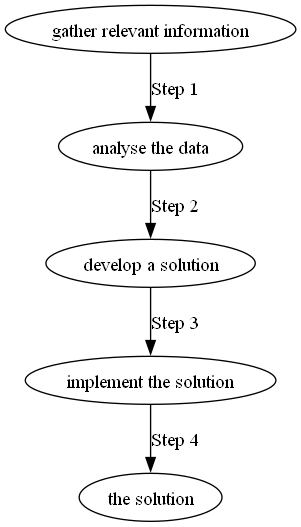 gather relevant information
Step 1
analyse the data
Step 2
develop a solution
Step 3
implement the solution
Step 4
the solution